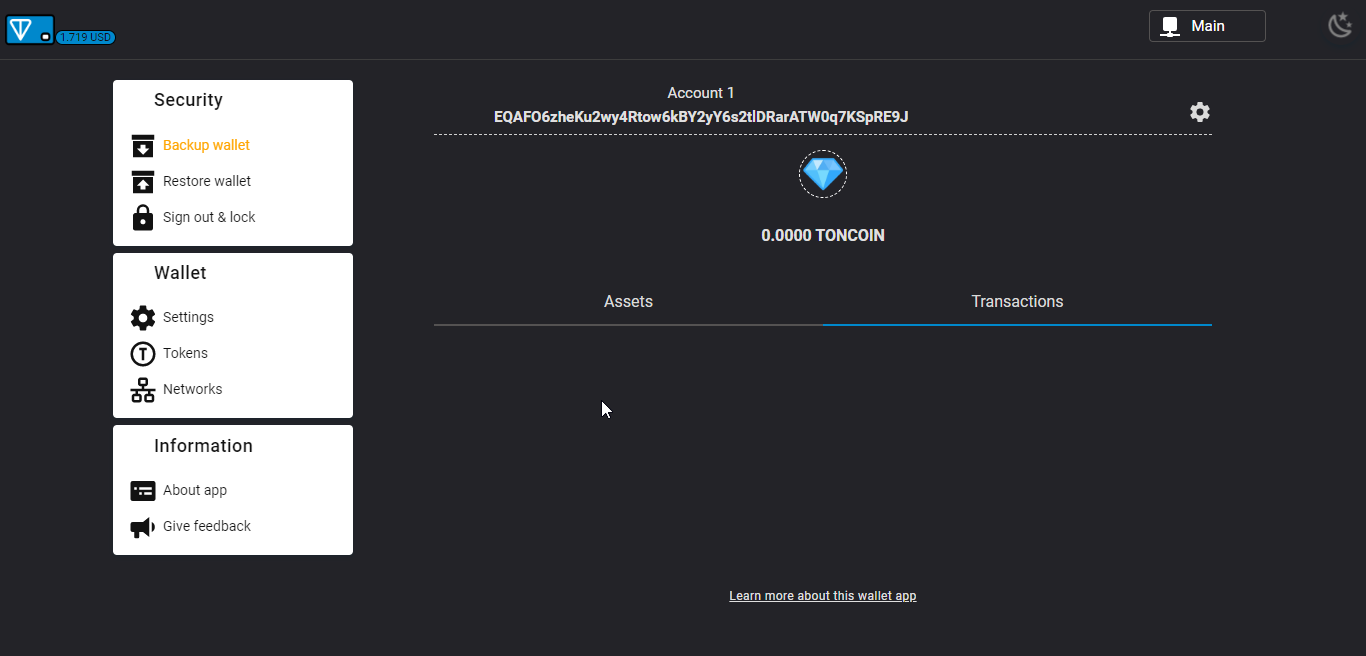 1.719 USD
Main
Security
Backup wallet
Restore wallet
Sign out & lock
Wallet
Settings
Tokens
Networks
Information
About app
Give feedback
Account 1
EQAFO6zheKu2wy4Rtow6kBY2yY6s2tlDRarATW0q7KSpRE9J
0.0000 TONCOIN
Assets
Transactions
Learn more about this wallet app